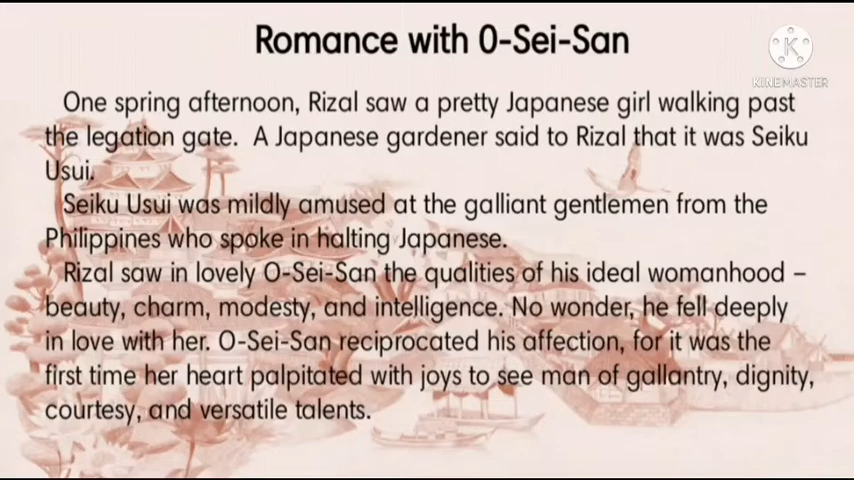 Romance with O-Sei-San
K
KINEMASTER
One spring afternoon, Rizal saw a pretty Japanese girl walking past
the legation gate. A Japanese gardener said to Rizal that it was Seiku
Usui.
Seiku Usui was mildly amused at the galliant gentlemen from the
Philippines who spoke in halting Japanese.
Rizal saw in lovely O-Sei-San the qualities of his ideal womanhood –
beauty, charm, modesty, and intelligence. No wonder, he fell deeply
in love with her. O-Sei-San reciprocated his affection, for it was the
first time her heart palpitated with joys to see man of gallantry, dignity,
courtesy, and versatile talents.